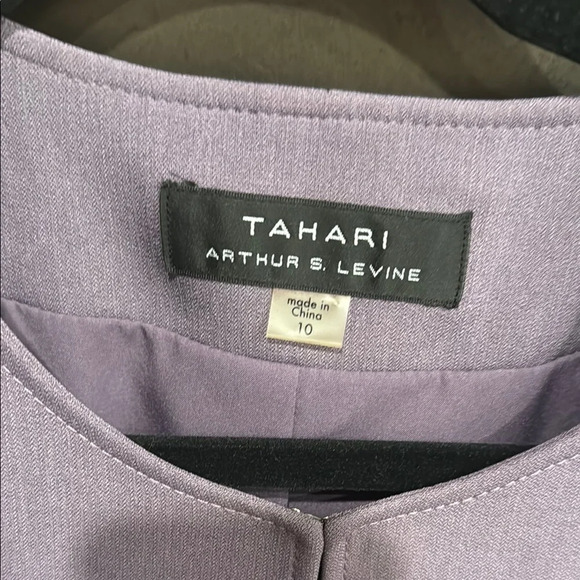 TAHARI
ARTHUR S. LEVINE
made in
China
10